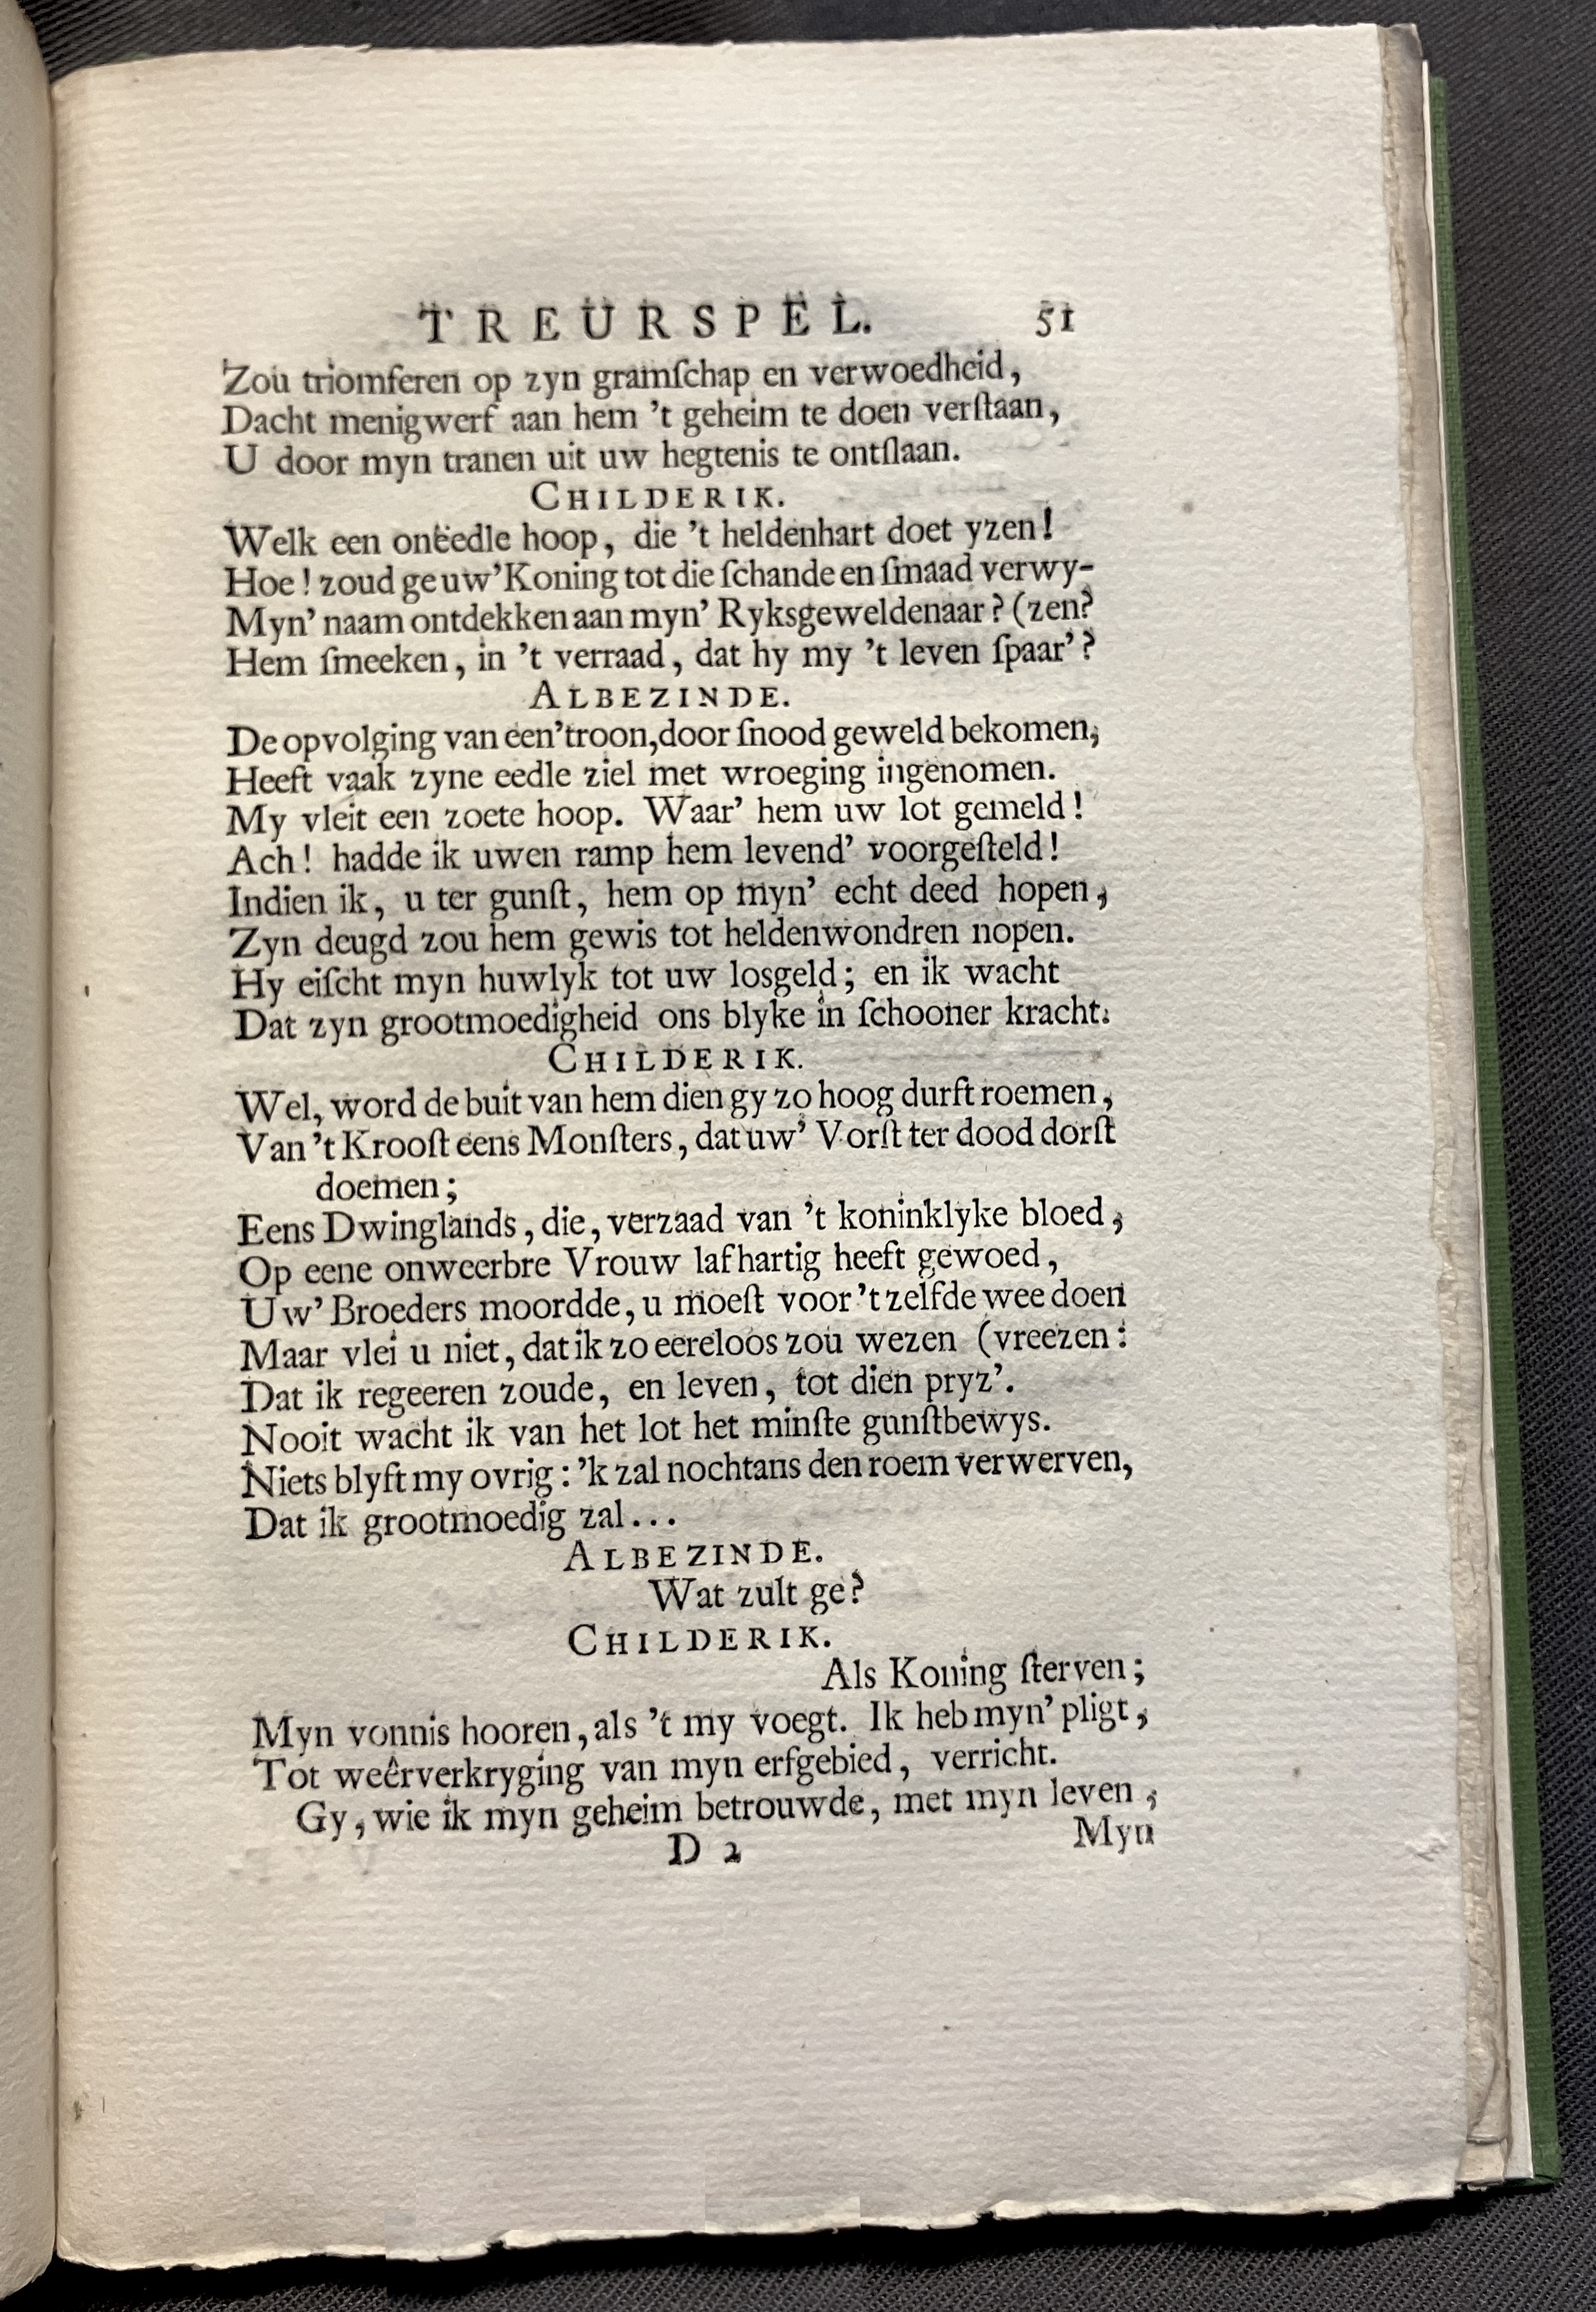 TREURSPEL. 51
Zou triomferen op zyn gramſchap en verwoedheid,
Dacht menigwerf aan hem 't geheim te doen verſtaan,
U door myn tranen uit uw hegtenis te ontſlaan.
CHILDERIK.
Welk een onëedle hoop, die 't heldenhart doet yzen!
Hoe! zoud ge uw' Koning tot die ſchande en ſmaad verwy-
Myn' naam ontdekken aan myn' Ryksgeweldenaar? (zen?
Hem ſmeeken, in 't verraad, dat hy my 't leven ſpaar'?
ALBEZINDE.
De opvolging van een' troon, door ſnood geweld bekomen,
Heeft vaak zyne eedle ziel met wroeging ingenomen.
My vleit een zoete hoop. Waar' hem uw lot gemeld!
Ach! hadde ik uwen ramp hem levend' voorgeſteld!
Indien ik, u ter gunſt, hem op myn' echt deed hopen,
Zyn deugd zou hem gewis tot heldenwondren nopen.
Hy eiſcht myn huwlyk tot uw losgeld; en ik wacht
Dat zyn grootmoedigheid ons blyke in ſchooner kracht.
CHILDERIK.
Wel, word de buit van hem dien gy zo hoog durft roemen,
Van 't Krooſt eens Monſters, dat uw' Vorſt ter dood dorſt
doemen;
Eens Dwinglands, die, verzaad van 't koninklyke bloed,
Op eene onweerbre Vrouw lafhartig heeft gewoed,
Uw' Broeders moordde, u moeſt voor 't zelfde wee doen
Maar vlei u niet, dat ik zo eereloos zou wezen (vreezen:
Dat ik regeeren zoude, en leven, tot dien pryz'.
Nooit wacht ik van het lot het minſte gunſtbewys.
Niets blyft my ovrig: 'k zal nochtans den roem verwerven,
Dat ik grootmoedig zal...
ALBEZINDE.
Wat zult ge?
CHILDERIK.
Als Koning ſterven;
Myn vonnis hooren, als 't my voegt. Ik heb myn' pligt,
Tot weêrverkryging van myn erfgebied, verricht.
Gy, wie ik myn geheim betrouwde, met myn leven,
D 2 Myn